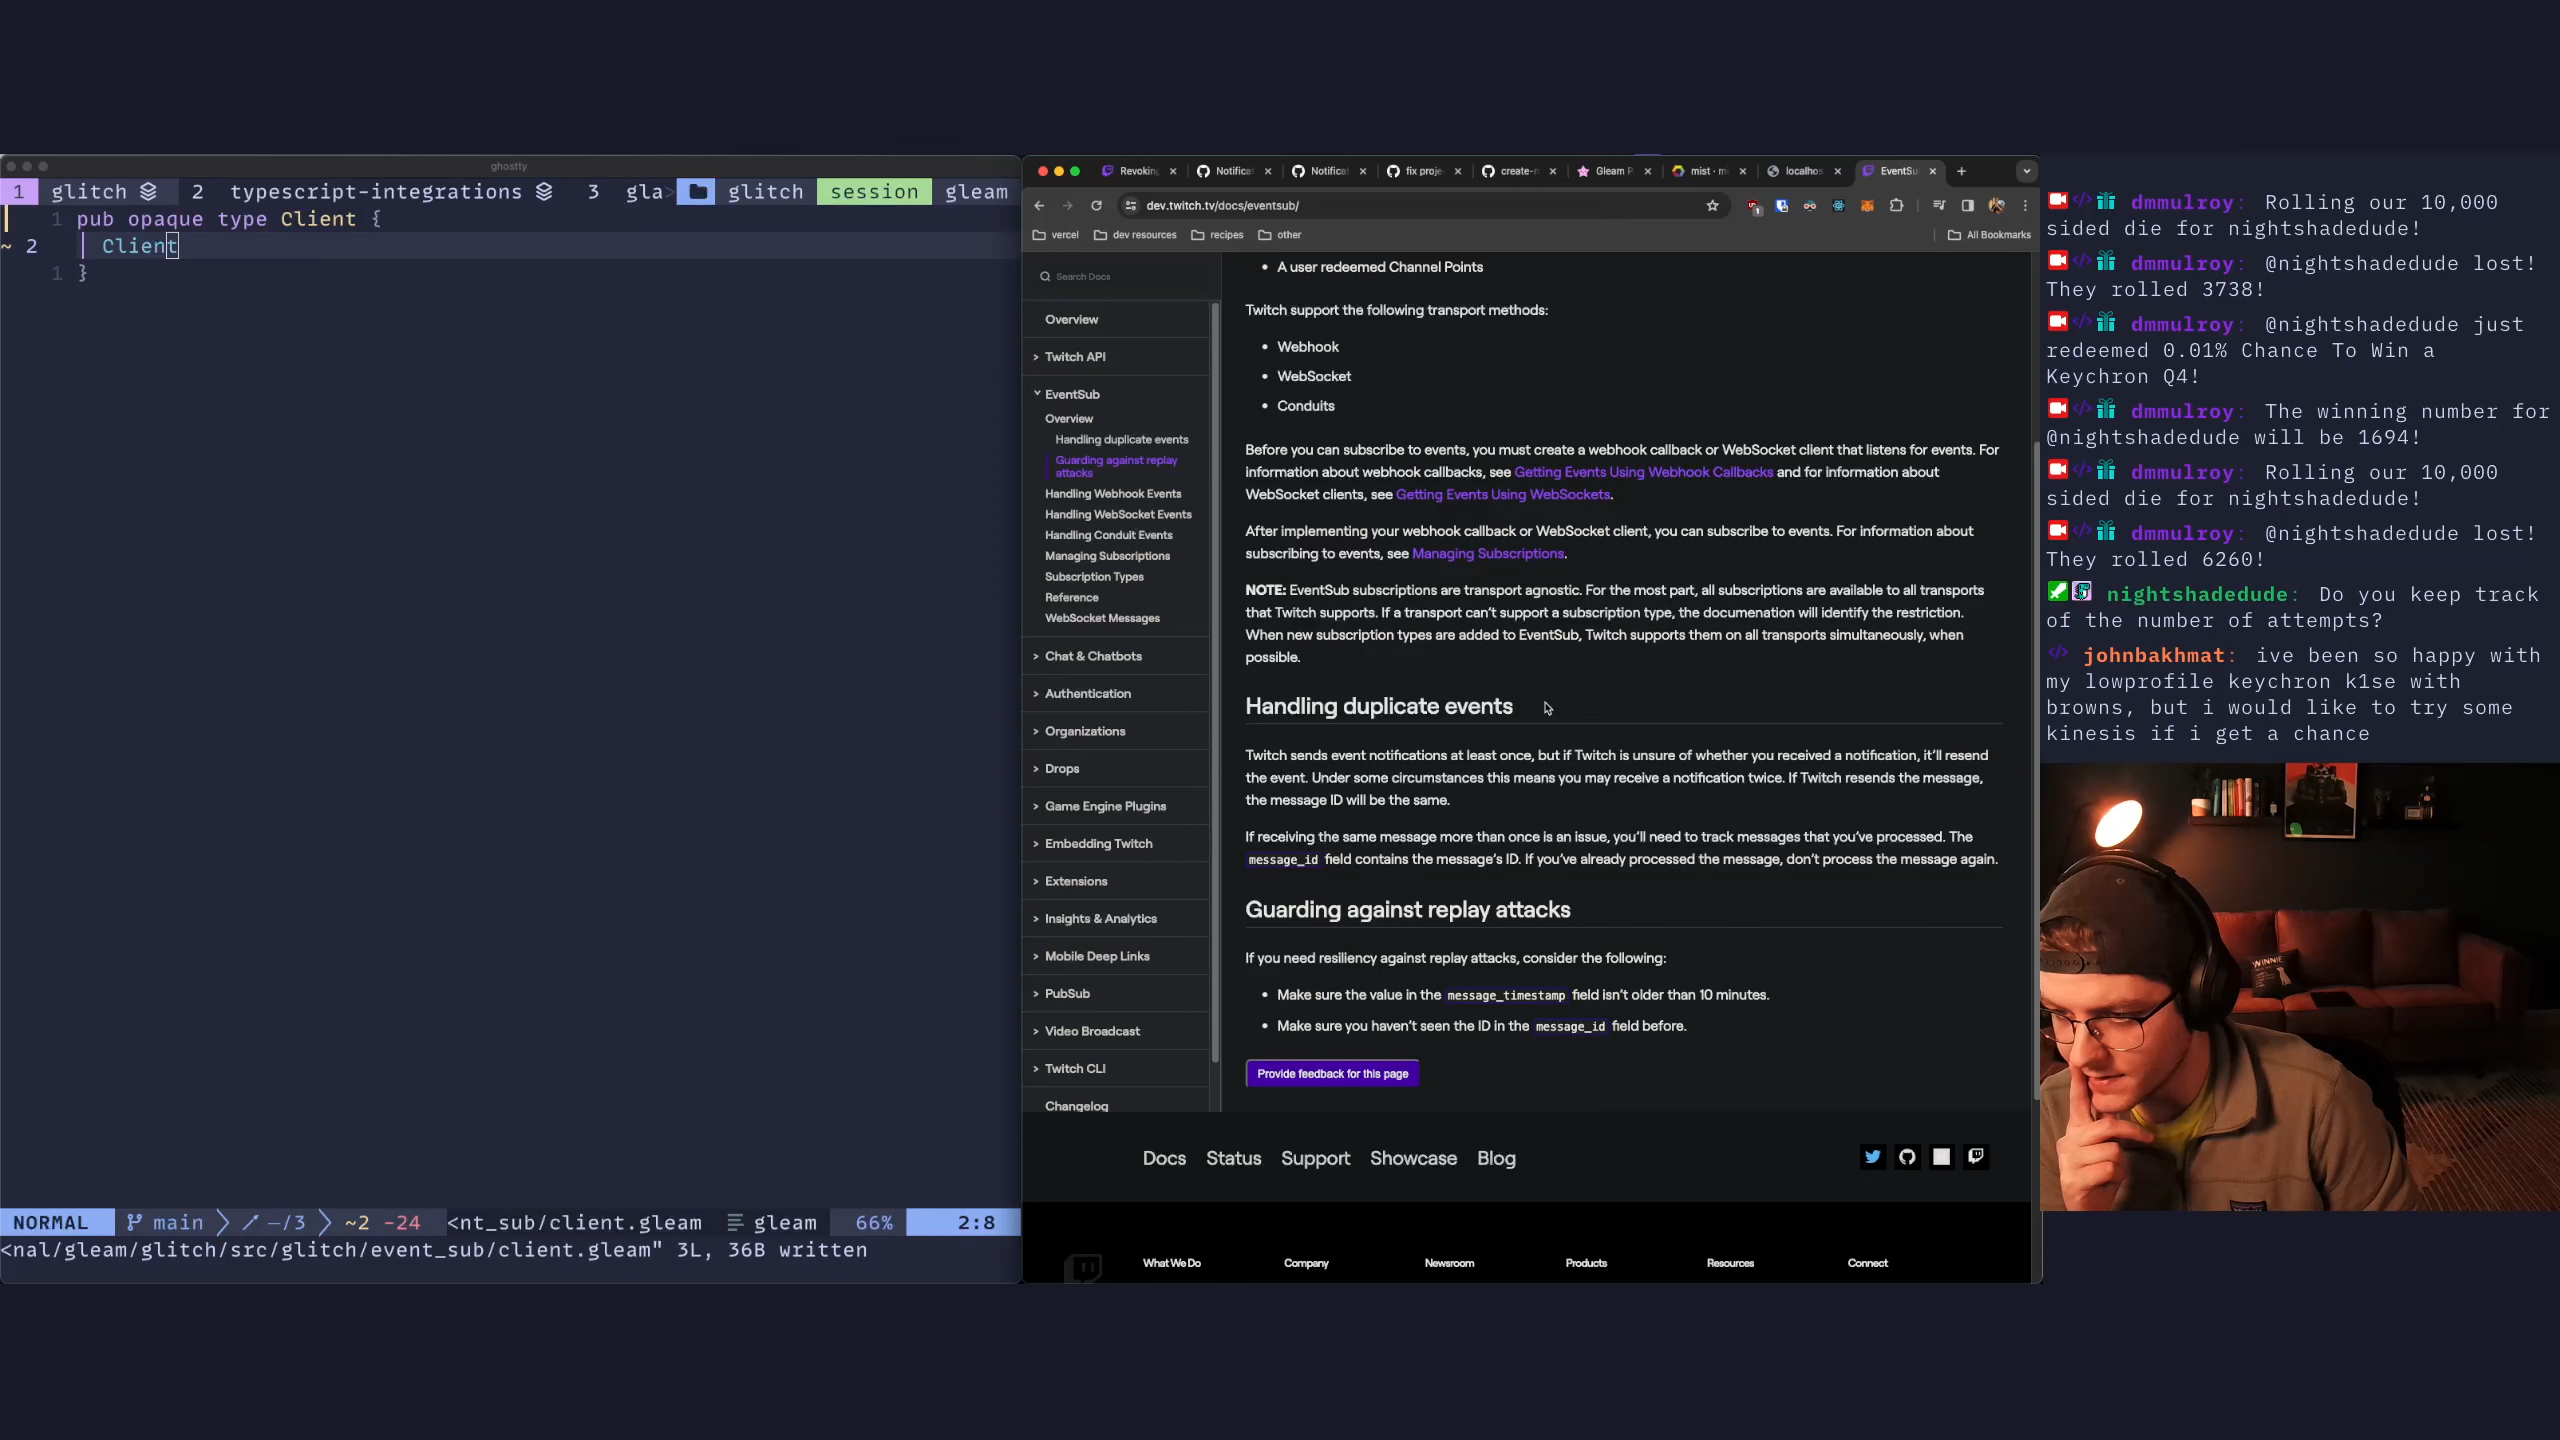 ghostty
1 glitch 2 typescript-integrations 3 gla> glitch session gleam
1 pub opaque type Client {
~ 2 Client
1 }
NORMAL main —/3 ~2 -24 <nt_sub/client.gleam gleam 66% 2:8
<nal/gleam/glitch/src/glitch/event_sub/client.gleam" 3L, 36B written
Revoking Notificat Notificat fix proje create-n Gleam P mist · mi localhos EventSu
dev.twitch.tv/docs/eventsub/
vercel dev resources recipes other All Bookmarks
Search Docs
Overview
Twitch API
EventSub
Overview
Handling duplicate events
Guarding against replay
attacks
Handling Webhook Events
Handling WebSocket Events
Handling Conduit Events
Managing Subscriptions
Subscription Types
Reference
WebSocket Messages
Chat & Chatbots
Authentication
Organizations
Drops
Game Engine Plugins
Embedding Twitch
Extensions
Insights & Analytics
Mobile Deep Links
PubSub
Video Broadcast
Twitch CLI
Changelog
• A user redeemed Channel Points
Twitch support the following transport methods:
• Webhook
• WebSocket
• Conduits
Before you can subscribe to events, you must create a webhook callback or WebSocket client that listens for events. For
information about webhook callbacks, see Getting Events Using Webhook Callbacks and for information about
WebSocket clients, see Getting Events Using WebSockets.
After implementing your webhook callback or WebSocket client, you can subscribe to events. For information about
subscribing to events, see Managing Subscriptions.
NOTE: EventSub subscriptions are transport agnostic. For the most part, all subscriptions are available to all transports
that Twitch supports. If a transport can't support a subscription type, the documenation will identify the restriction.
When new subscription types are added to EventSub, Twitch supports them on all transports simultaneously, when
possible.
Handling duplicate events
Twitch sends event notifications at least once, but if Twitch is unsure of whether you received a notification, it'll resend
the event. Under some circumstances this means you may receive a notification twice. If Twitch resends the message,
the message ID will be the same.
If receiving the same message more than once is an issue, you'll need to track messages that you've processed. The
message_id field contains the message's ID. If you've already processed the message, don't process the message again.
Guarding against replay attacks
If you need resiliency against replay attacks, consider the following:
• Make sure the value in the message_timestamp field isn't older than 10 minutes.
• Make sure you haven't seen the ID in the message_id field before.
Provide feedback for this page
Docs Status Support Showcase Blog
What We Do Company Newsroom Products Resources Connect
dmmulroy: Rolling our 10,000
sided die for nightshadedude!
dmmulroy: @nightshadedude lost!
They rolled 3738!
dmmulroy: @nightshadedude just
redeemed 0.01% Chance To Win a
Keychron Q4!
dmmulroy: The winning number for
@nightshadedude will be 1694!
dmmulroy: Rolling our 10,000
sided die for nightshadedude!
dmmulroy: @nightshadedude lost!
They rolled 6260!
nightshadedude: Do you keep track
of the number of attempts?
johnbakhmat: ive been so happy with
my lowprofile keychron k1se with
browns, but i would like to try some
kinesis if i get a chance
WINNIE